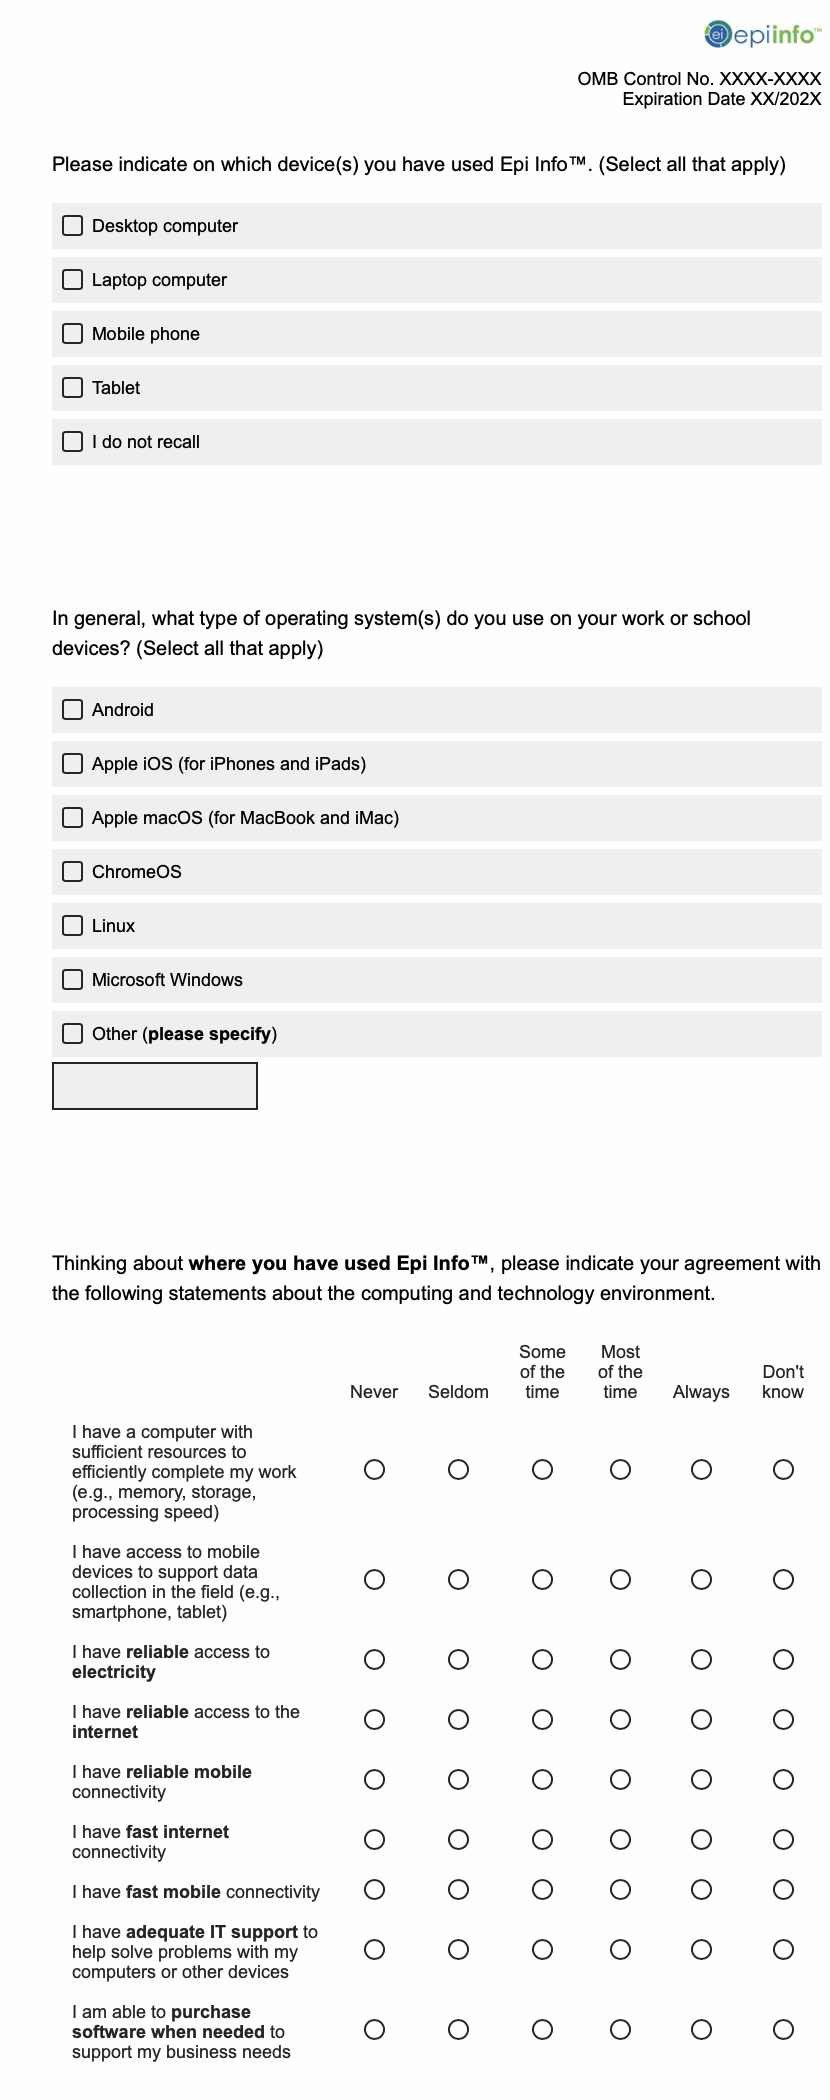 ei epiinfo™
OMB Control No. XXXX-XXXX
Expiration Date XX/202X
Please indicate on which device(s) you have used Epi Info™. (Select all that apply)
Desktop computer
Laptop computer
Mobile phone
Tablet
I do not recall
In general, what type of operating system(s) do you use on your work or school
devices? (Select all that apply)
Android
Apple iOS (for iPhones and iPads)
Apple macOS (for MacBook and iMac)
ChromeOS
Linux
Microsoft Windows
Other (please specify)
Thinking about where you have used Epi Info™, please indicate your agreement with
the following statements about the computing and technology environment.
Never Seldom Some of the time Most of the time Always Don't know
I have a computer with
sufficient resources to
efficiently complete my work
(e.g., memory, storage,
processing speed)
I have access to mobile
devices to support data
collection in the field (e.g.,
smartphone, tablet)
I have reliable access to
electricity
I have reliable access to the
internet
I have reliable mobile
connectivity
I have fast internet
connectivity
I have fast mobile connectivity
I have adequate IT support to
help solve problems with my
computers or other devices
I am able to purchase
software when needed to
support my business needs